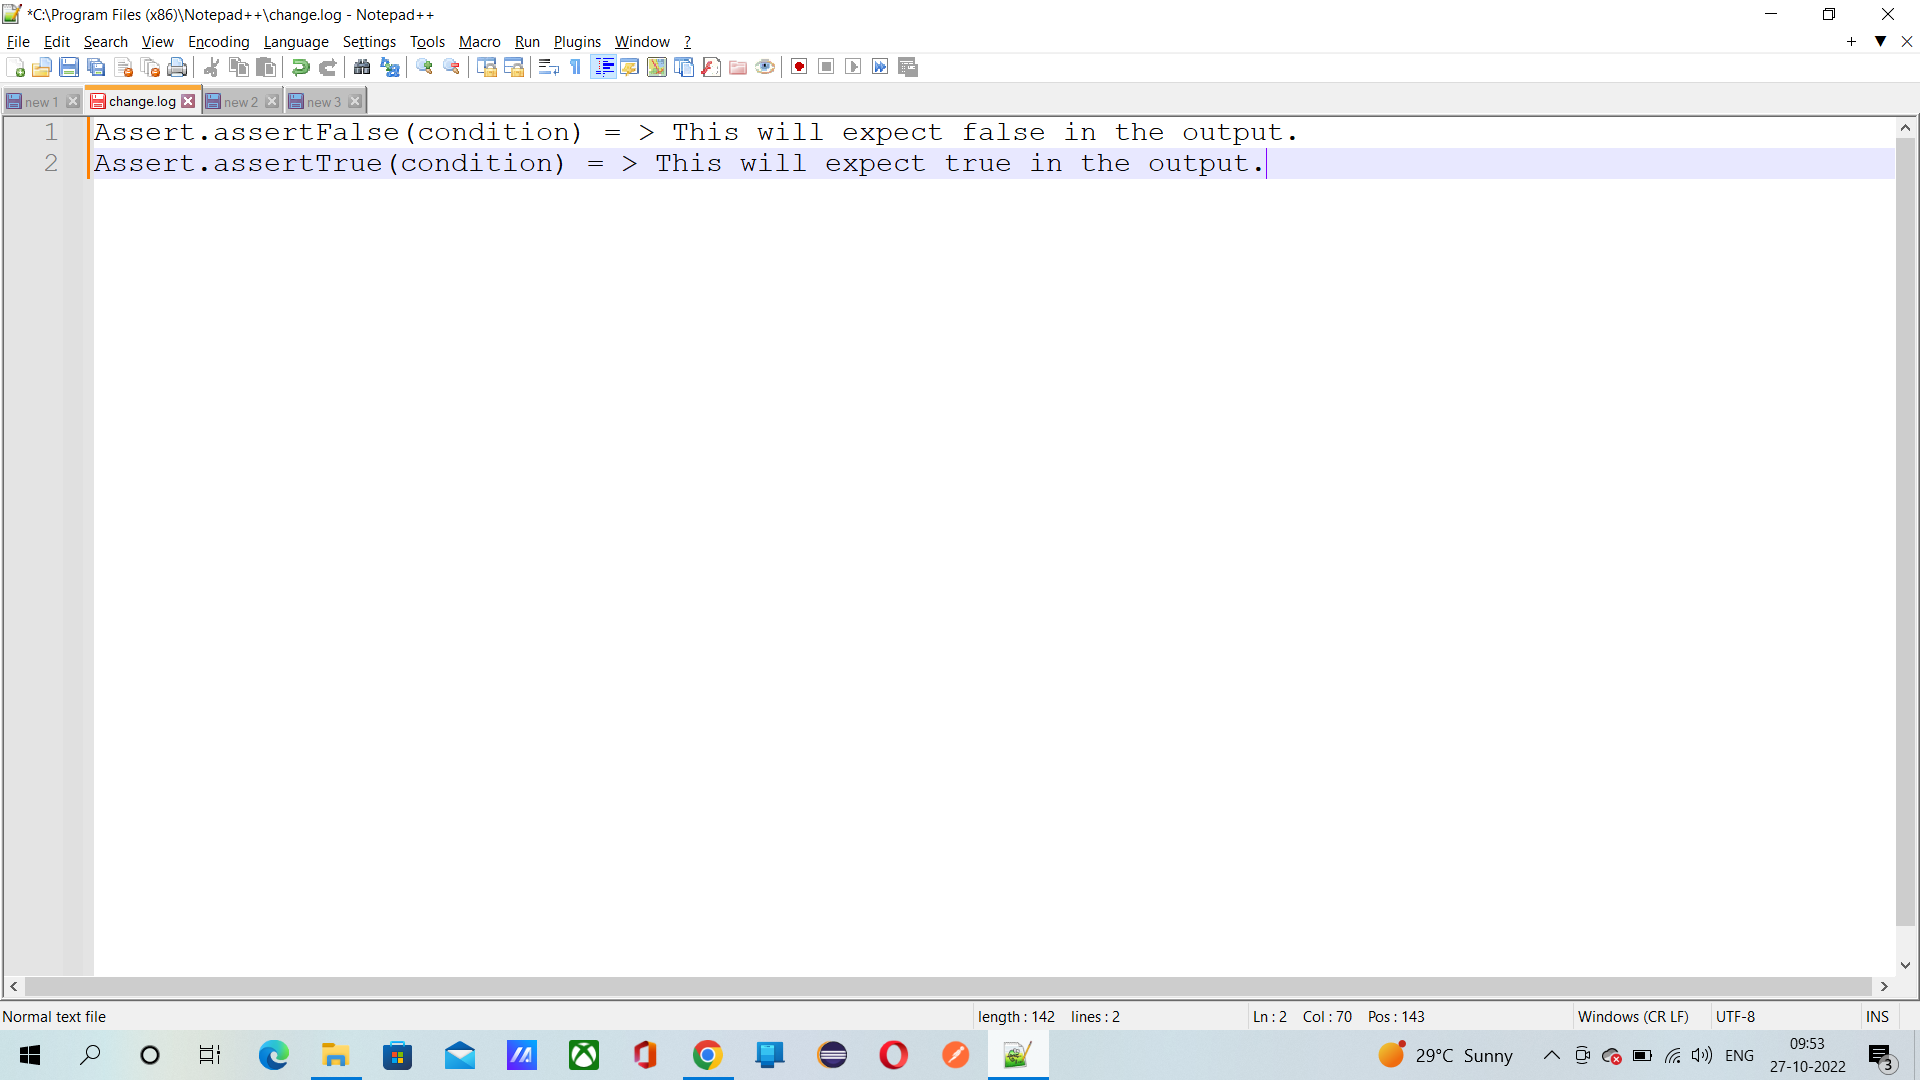 *C:\Program Files (x86)\Notepad++\change.log - Notepad++
File Edit Search View Encoding Language Settings Tools Macro Run Plugins Window ?
new 1 change.log new 2 new 3
1 Assert.assertFalse(condition) = > This will expect false in the output.
2 Assert.assertTrue(condition) = > This will expect true in the output.
Normal text file length : 142 lines : 2 Ln : 2 Col : 70 Pos : 143 Windows (CR LF) UTF-8 INS
29°C Sunny ENG 09:53
27-10-2022 3